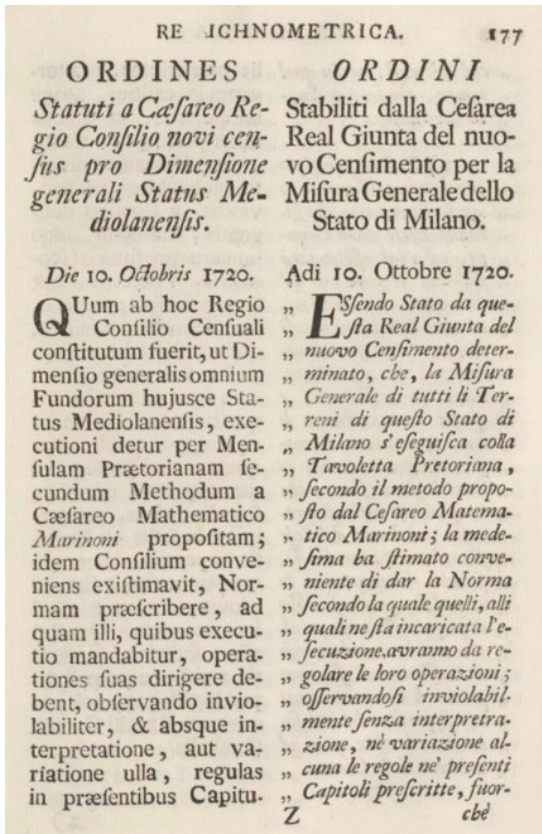 RE ICHNOMETRICA. 177
ORDINES
Statuti a Cæſareo Re-
gio Conſilio novi cen-
ſus pro Dimenſione
generali Status Me-
diolanenſis.
Die 10. Octobris 1720.
QUum ab hoc Regio
Conſilio Cenſuali
conſtitutum fuerit, ut Di-
menſio generalis omnium
Fundorum hujusce Sta-
tus Mediolanenſis, exe-
cutioni detur per Men-
ſulam Prætorianam ſe-
cundum Methodum a
Cæſareo Mathematico
Marinoni propoſitam;
idem Conſilium conve-
niens exiſtimavit, Nor-
mam præſcribere, ad
quam illi, quibus execu-
tio mandabitur, opera-
tiones ſuas dirigere de-
bent, obſervando invio-
labiliter, & absque in-
terpretatione, aut va-
riatione ulla, regulas
in præſentibus Capitu-
ORDINI
Stabiliti dalla Ceſarea
Real Giunta del nuo-
vo Cenſimento per la
Miſura Generale dello
Stato di Milano.
Adi 10. Ottobre 1720.
„ ESſendo Stato da que-
„ ſta Real Giunta del
„ nuovo Cenſimento deter-
„ minato, che, la Miſura
„ Generale di tutti li Ter-
„ reni di queſto Stato di
„ Milano s'eſeguiſca colla
„ Tavoletta Pretoriana,
„ ſecondo il metodo propo-
„ ſto dal Ceſareo Matema-
„ tico Marinoni; la mede-
„ ſima ha ſtimato conve-
„ niente di dar la Norma
„ ſecondo la quale quelli, alli
„ quali ne ſta incaricata l'e-
„ ſecuzione.avranno da re-
„ golare le loro operazioni;
„ oſſervandoſi inviolabil-
„ mente ſenza interpretra-
„ zione, nè variazione al-
„ cuna le regole ne' preſenti
„ Capitoli preſcritte, fuor-
Z chè